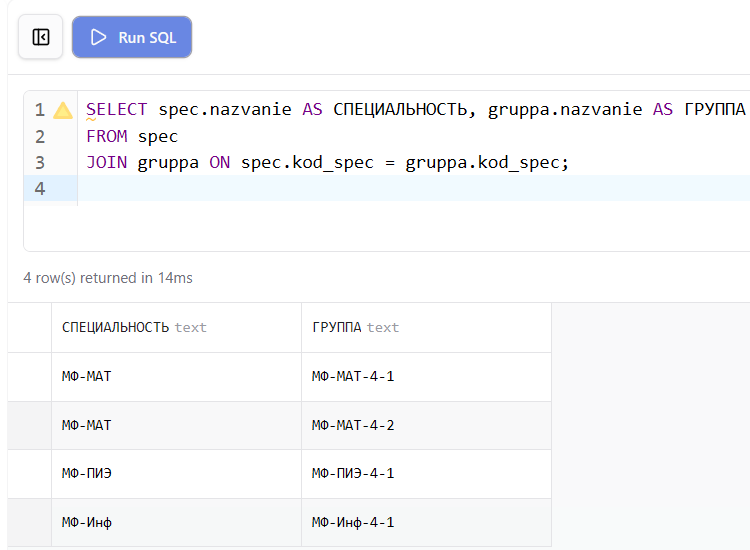 Run SQL
1 SELECT spec.nazvanie AS СПЕЦИАЛЬНОСТЬ, gruppa.nazvanie AS ГРУППА
2 FROM spec
3 JOIN gruppa ON spec.kod_spec = gruppa.kod_spec;
4
4 row(s) returned in 14ms
СПЕЦИАЛЬНОСТЬ text ГРУППА text
МФ-МАТ МФ-МАТ-4-1
МФ-МАТ МФ-МАТ-4-2
МФ-ПИЭ МФ-ПИЭ-4-1
МФ-Инф МФ-Инф-4-1